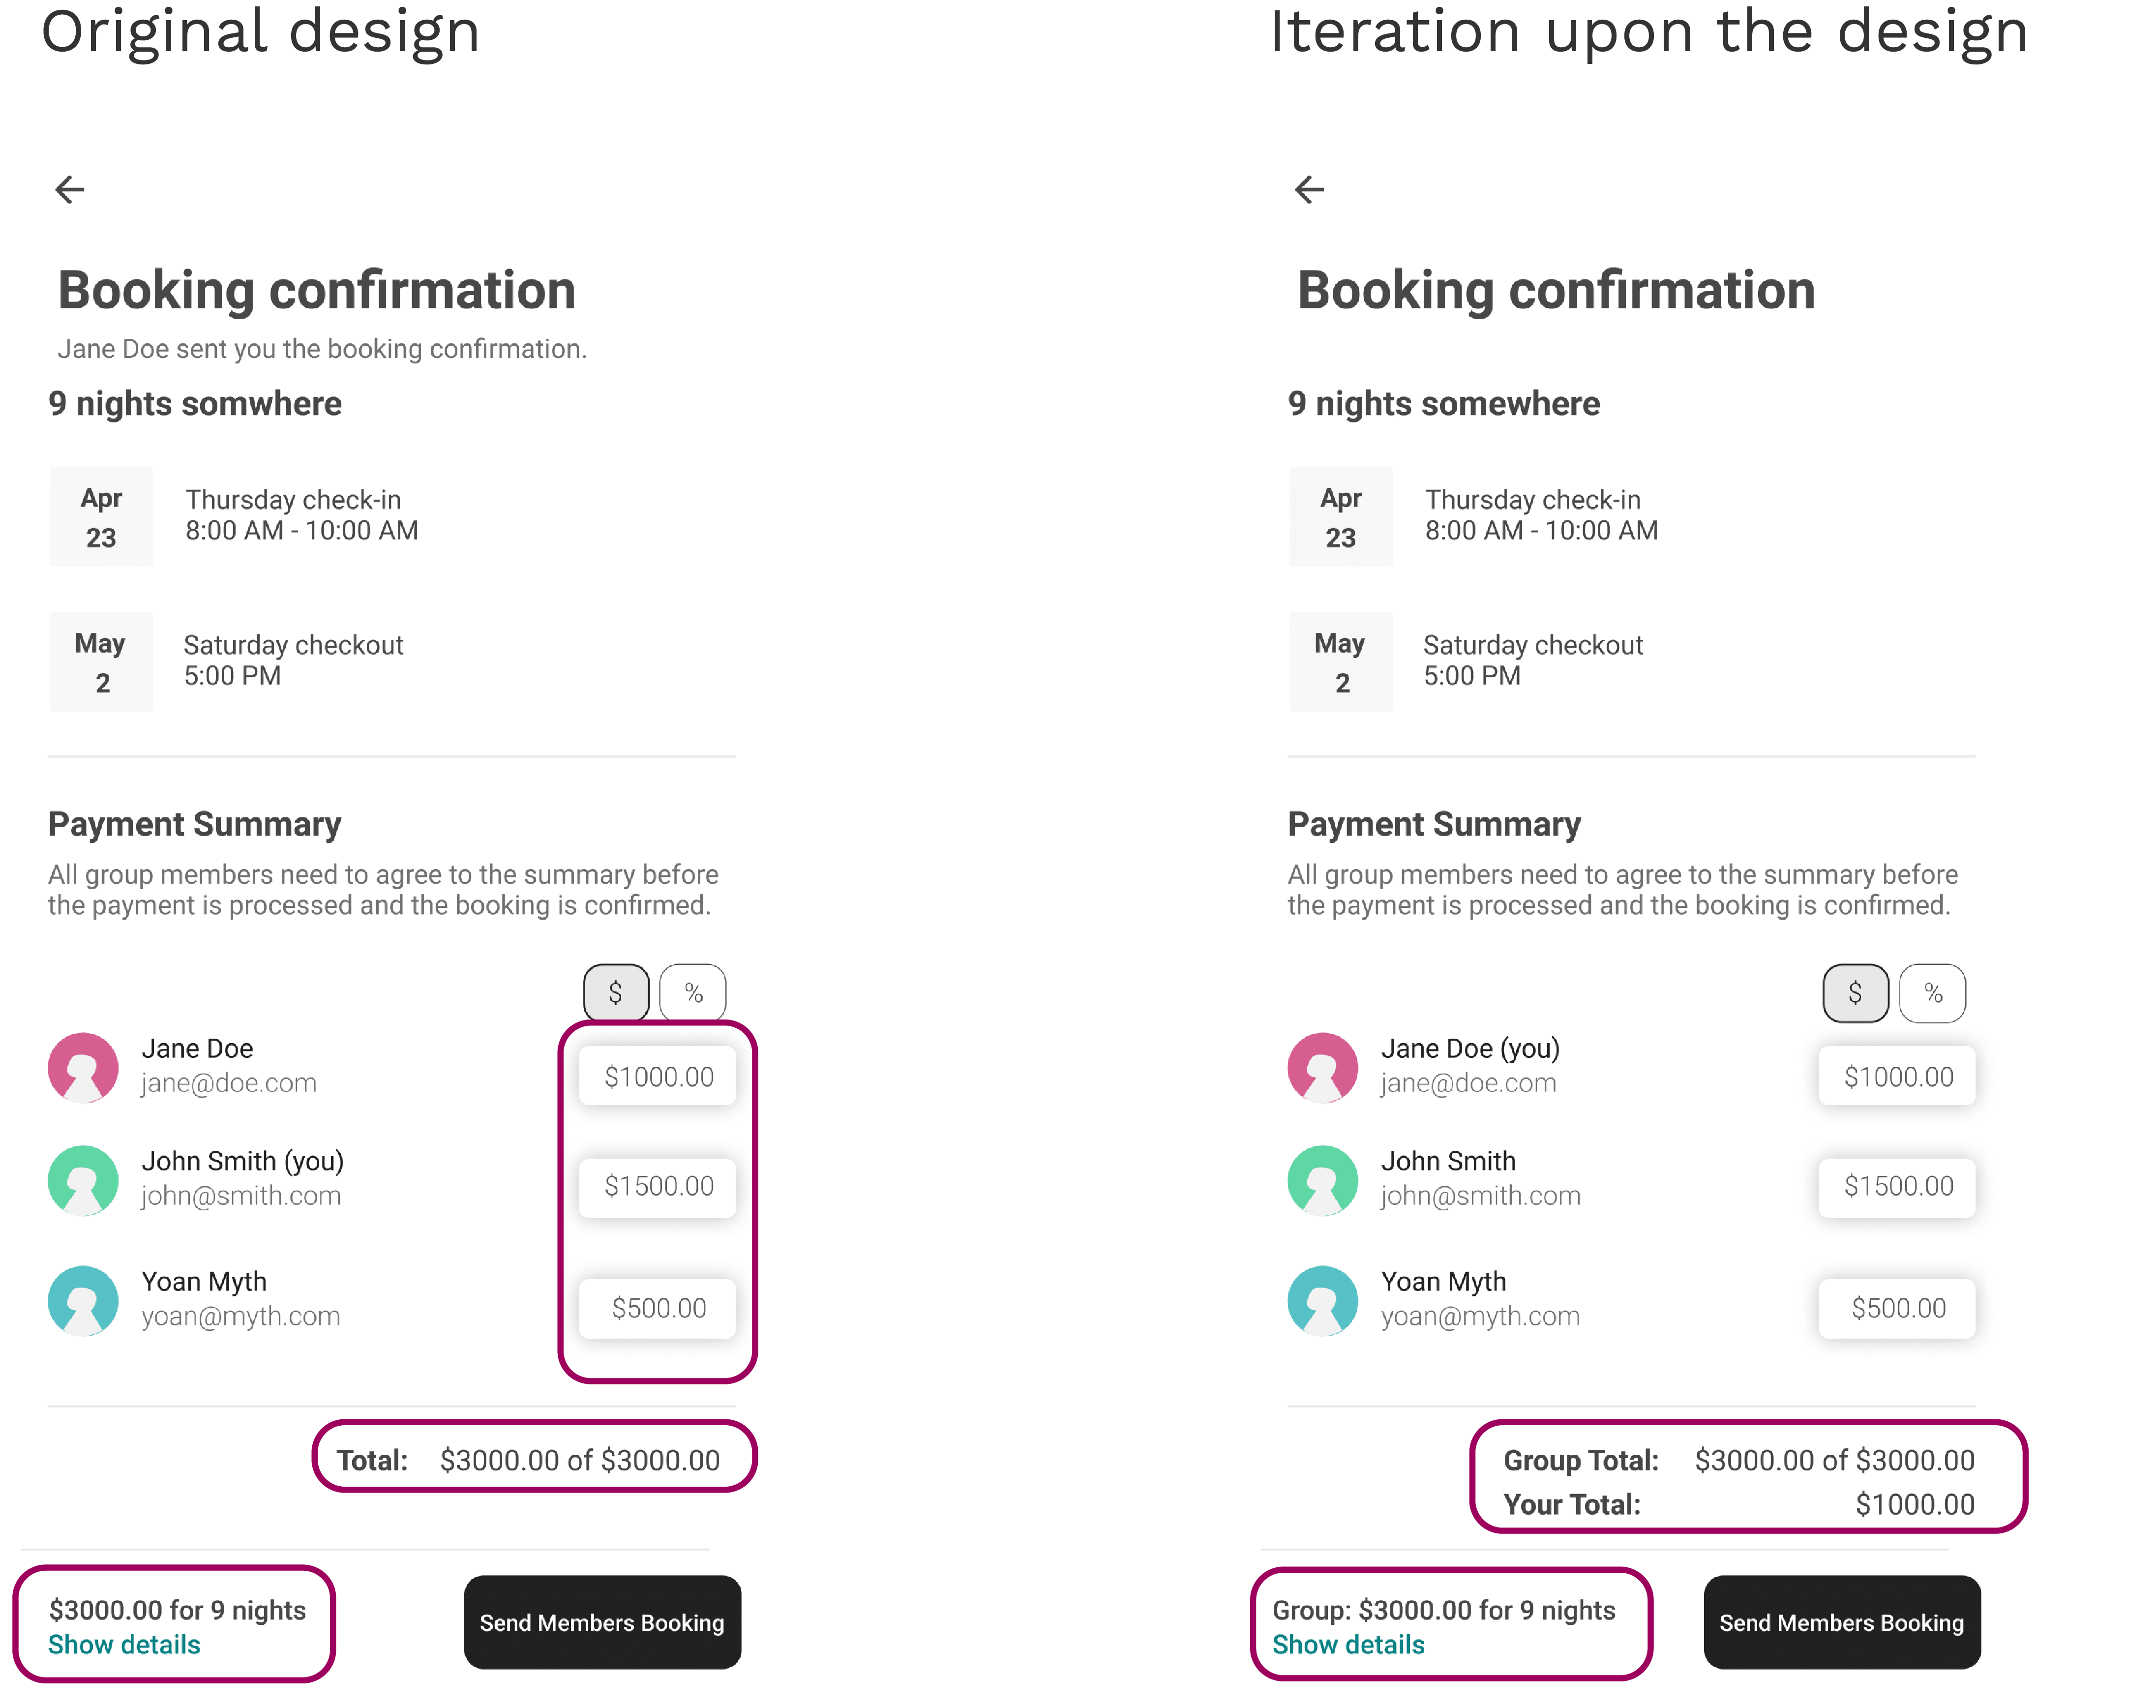 Original design
Booking confirmation
Jane Doe sent you the booking confirmation.
9 nights somwhere
Apr
23
Thursday check-in
8:00 AM - 10:00 AM
May
2
Saturday checkout
5:00 PM
Payment Summary
All group members need to agree to the summary before
the payment is processed and the booking is confirmed.
$ %
Jane Doe
jane@doe.com
$1000.00
John Smith (you)
john@smith.com
$1500.00
Yoan Myth
yoan@myth.com
$500.00
Total: $3000.00 of $3000.00
$3000.00 for 9 nights
Show details
Send Members Booking
Iteration upon the design
Booking confirmation
9 nights somewhere
Apr
23
Thursday check-in
8:00 AM - 10:00 AM
May
2
Saturday checkout
5:00 PM
Payment Summary
All group members need to agree to the summary before
the payment is processed and the booking is confirmed.
$ %
Jane Doe (you)
jane@doe.com
$1000.00
John Smith
john@smith.com
$1500.00
Yoan Myth
yoan@myth.com
$500.00
Group Total: $3000.00 of $3000.00
Your Total: $1000.00
Group: $3000.00 for 9 nights
Show details
Send Members Booking